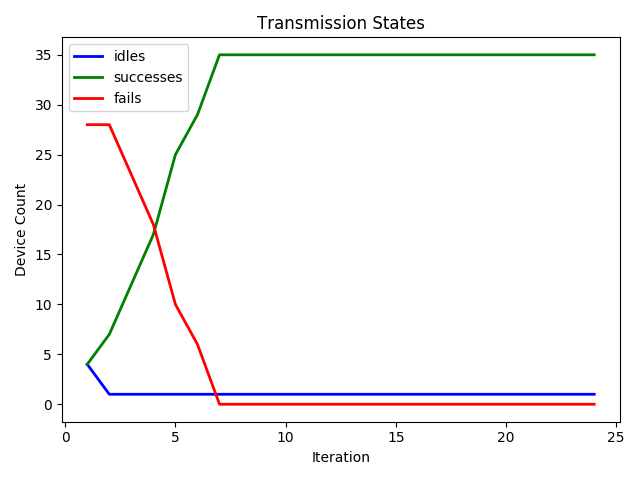 Transmission States
idles
successes
fails
35
30
25
20
15
10
5
0
Device Count
0 5 10 15 20 25
Iteration